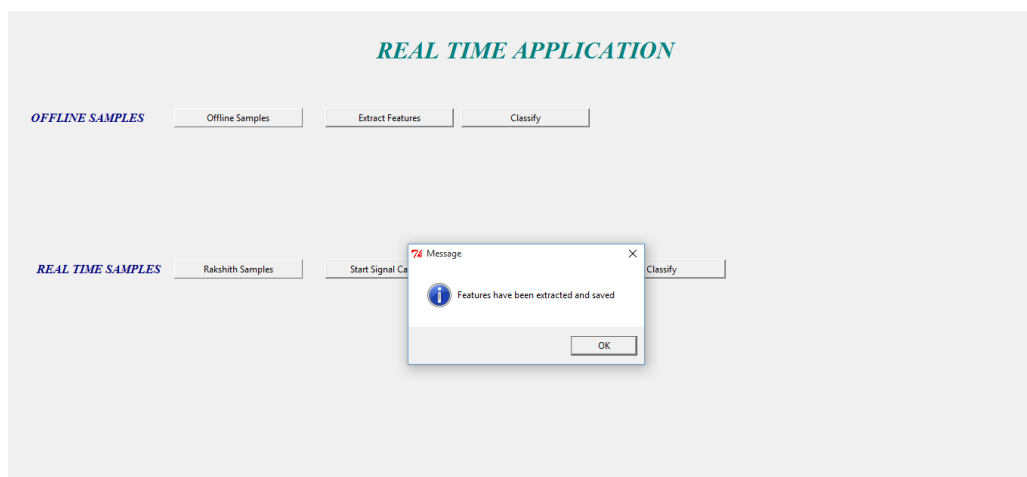 REAL TIME APPLICATION
OFFLINE SAMPLES Offline Samples Extract Features Classify
REAL TIME SAMPLES Rakshith Samples Start Signal Classify
Message
Features have been extracted and saved
OK